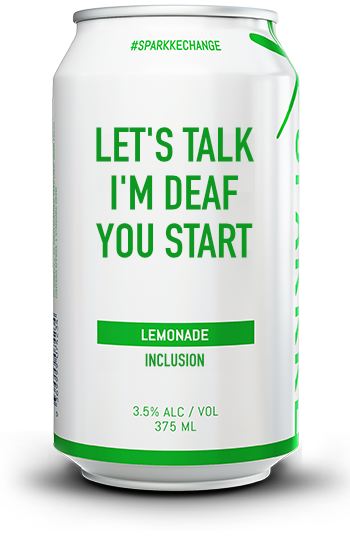 #SPARKKECHANGE
LET'S TALK
I'M DEAF
YOU START
LEMONADE
INCLUSION
3.5% ALC / VOL
375 ML